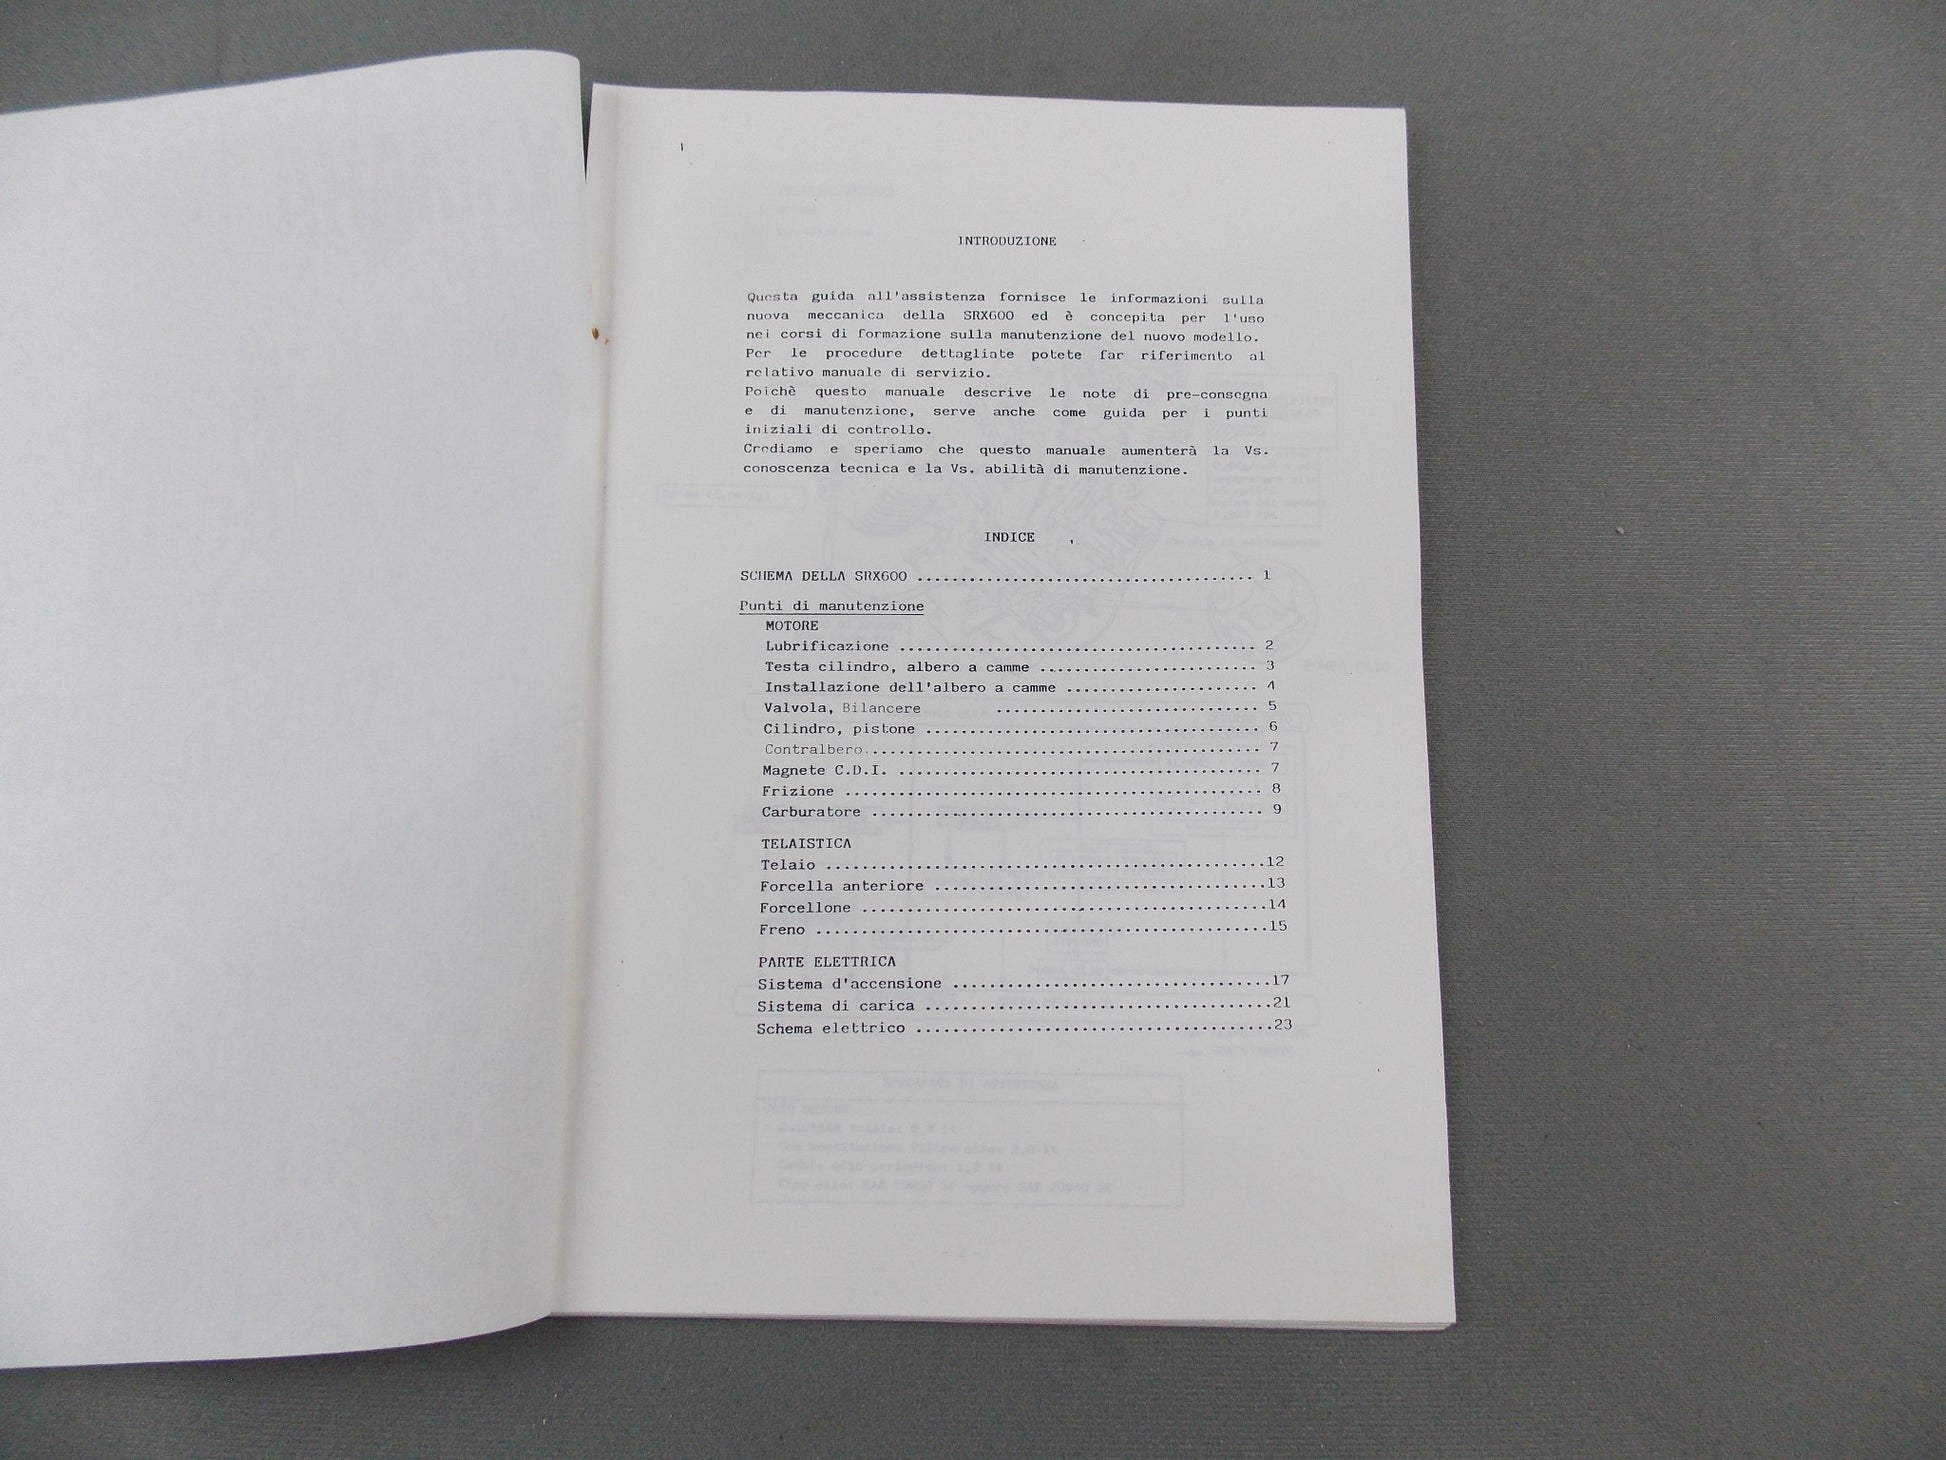 INTRODUZIONE
Questa guida all'assistenza fornisce le informazioni sulla
nuova meccanica della SRX600 ed è concepita per l'uso
nei corsi di formazione sulla manutenzione del nuovo modello.
Per le procedure dettagliate potete far riferimento al
relativo manuale di servizio.
Poichè questo manuale descrive le note di pre-consegna
e di manutenzione, serve anche come guida per i punti
iniziali di controllo.
Crediamo e speriamo che questo manuale aumenterà la Vs.
conoscenza tecnica e la Vs. abilità di manutenzione.
INDICE
SCHEMA DELLA SRX600 ...................................... 1
Punti di manutenzione
MOTORE
Lubrificazione ........................................ 2
Testa cilindro, albero a camme ......................... 3
Installazione dell'albero a camme ...................... 4
Valvola, Bilancere .............................. 5
Cilindro, pistone ...................................... 6
Contralbero............................................. 7
Magnete C.D.I. ......................................... 7
Frizione ............................................... 8
Carburatore ............................................ 9
TELAISTICA
Telaio .................................................12
Forcella anteriore .....................................13
Forcellone .............................................14
Freno ..................................................15
PARTE ELETTRICA
Sistema d'accensione ...................................17
Sistema di carica ......................................21
Schema elettrico .......................................23